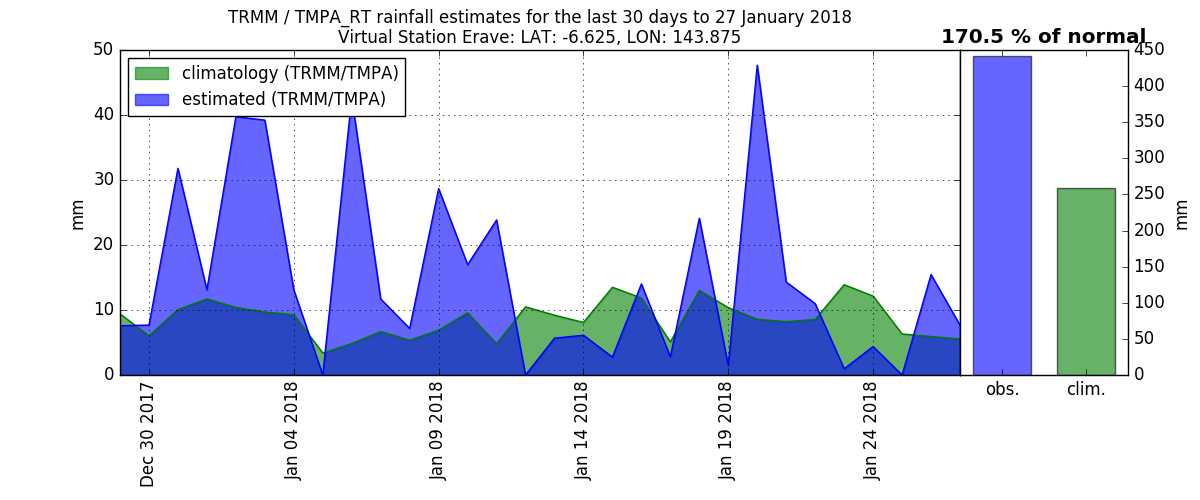 TRMM / TMPA_RT rainfall estimates for the last 30 days to 27 January 2018
Virtual Station Erave: LAT: -6.625, LON: 143.875
170.5 % of normal
climatology (TRMM/TMPA)
estimated (TRMM/TMPA)
50
40
30
20
10
0
mm
Dec 30 2017
Jan 04 2018
Jan 09 2018
Jan 14 2018
Jan 19 2018
Jan 24 2018
450
400
350
300
250
200
150
100
50
0
mm
obs.
clim.